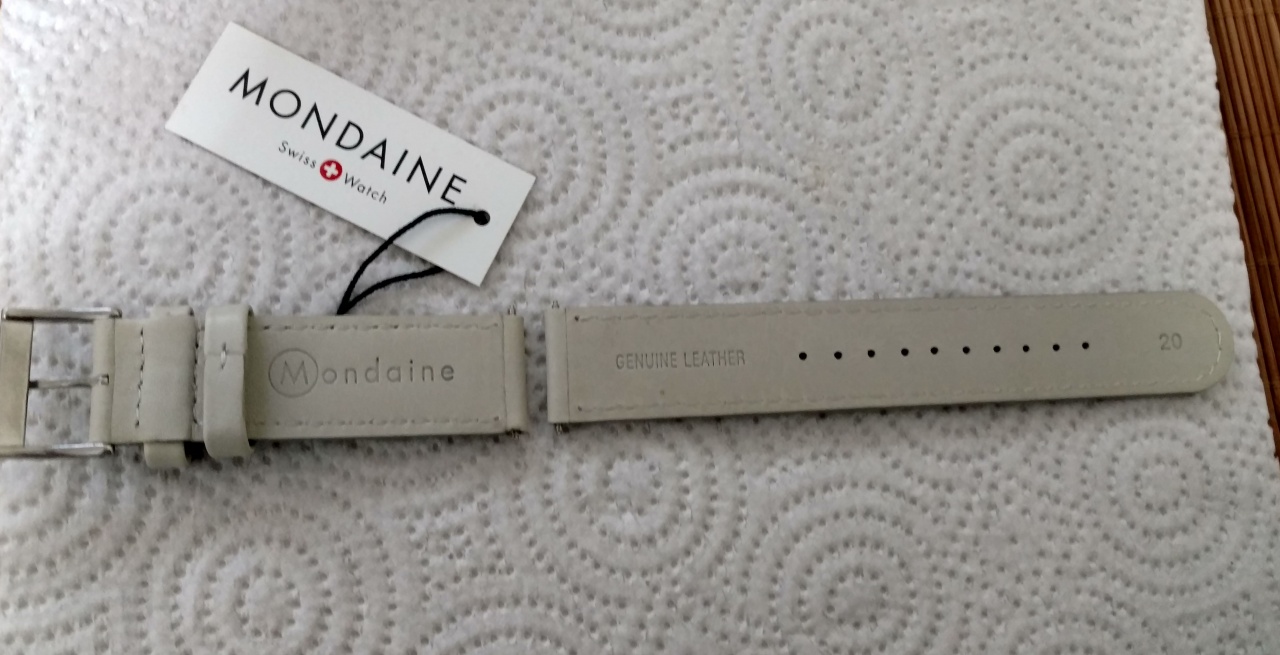 MONDAINE
Swiss Watch
Mondaine
GENUINE LEATHER
20